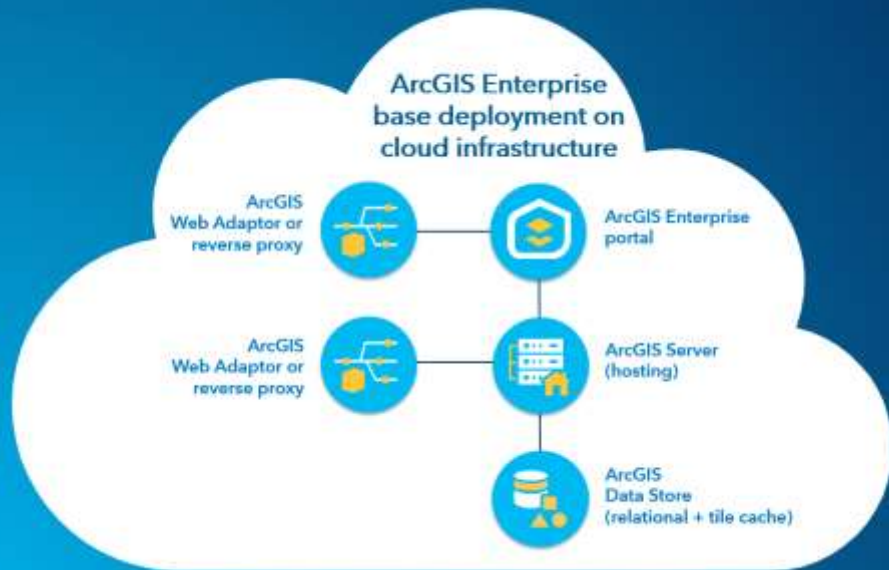 ArcGIS Enterprise
base deployment on
cloud infrastructure
ArcGIS
Web Adaptor or
reverse proxy
ArcGIS Enterprise
portal
ArcGIS
Web Adaptor or
reverse proxy
ArcGIS Server
(hosting)
ArcGIS
Data Store
(relational + tile cache)